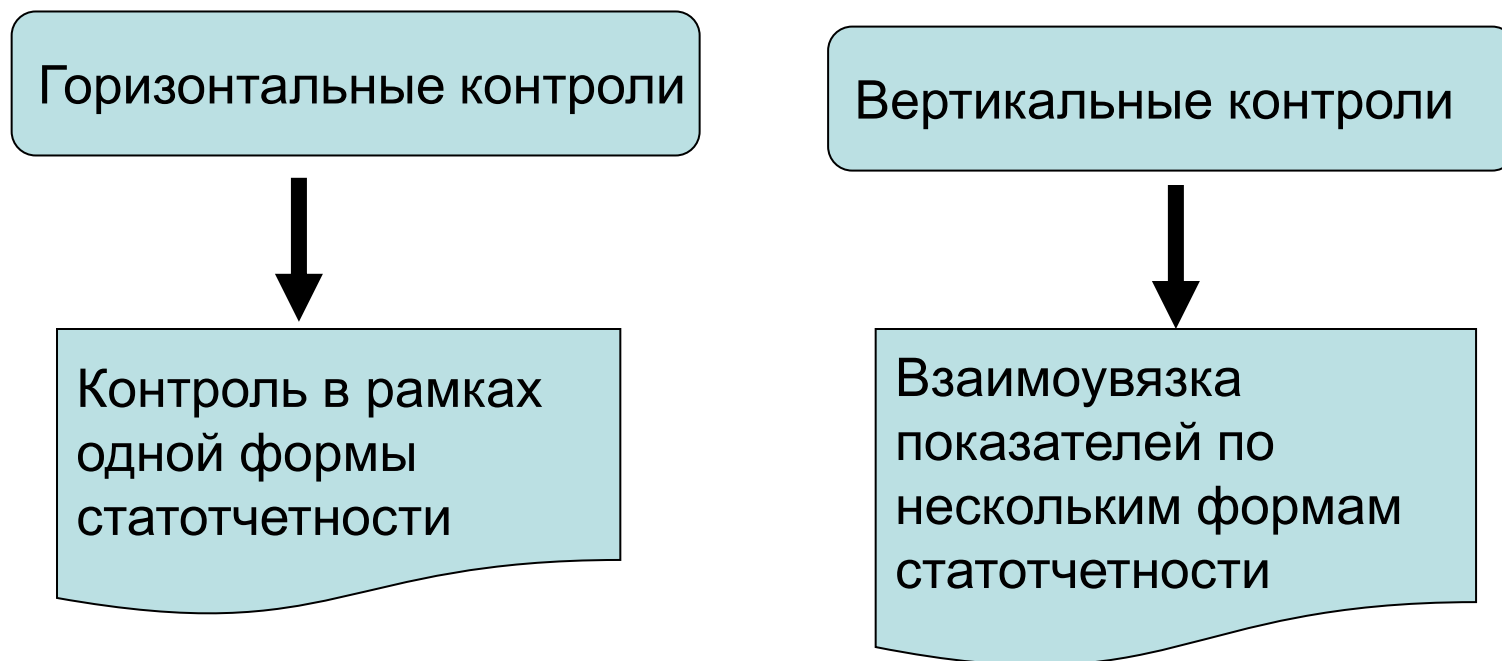 Горизонтальные контроли
Вертикальные контроли
Контроль в рамках
одной формы
статотчетности
Взаимоувязка
показателей по
нескольким формам
статотчетности